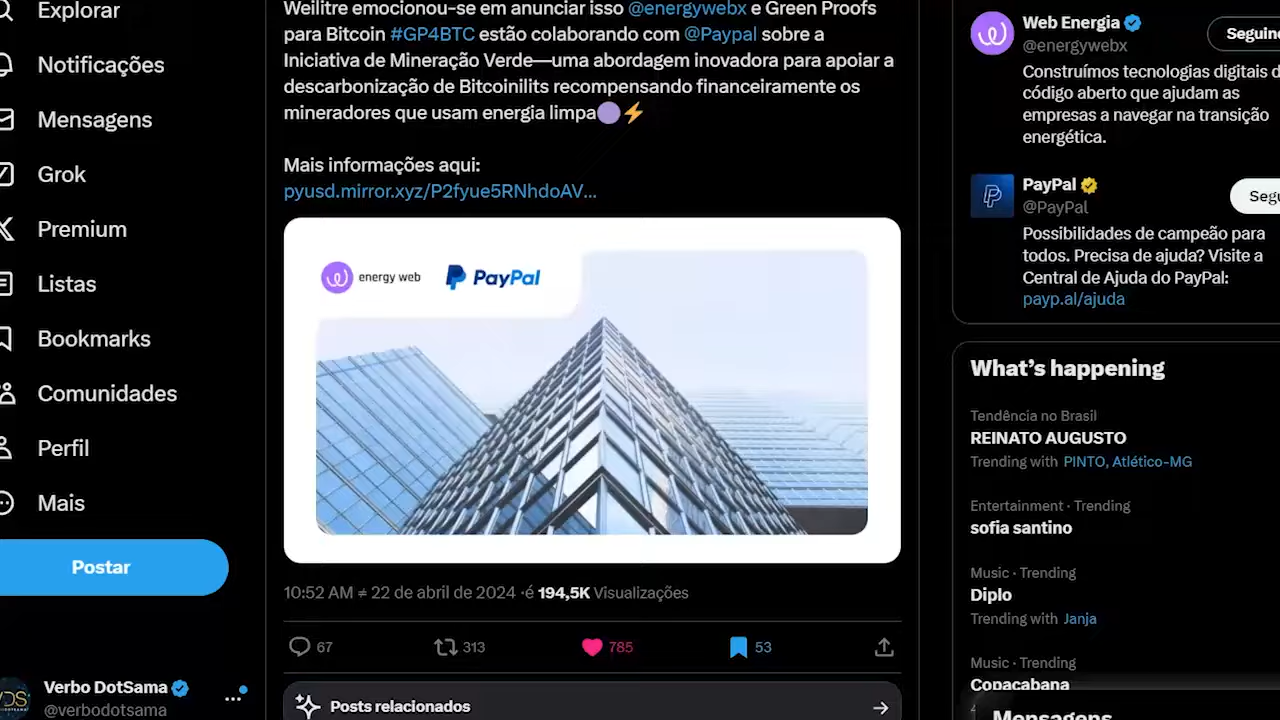 Explorar
Notificações
Mensagens
Grok
Premium
Listas
Bookmarks
Comunidades
Perfil
Mais
Postar
Verbo DotSama
@verbodotsama
Weilitre emocionou-se em anunciar isso @energywebx e Green Proofs
para Bitcoin #GP4BTC estão colaborando com @Paypal sobre a
Iniciativa de Mineração Verde—uma abordagem inovadora para apoiar a
descarbonização de Bitcoinilits recompensando financeiramente os
mineradores que usam energia limpa
Mais informações aqui:
pyusd.mirror.xyz/P2fyue5RNhdoAV...
energy web PayPal
10:52 AM ≠ 22 de abril de 2024 ·é 194,5K Visualizações
67 313 785 53
Posts relacionados
Web Energia
@energywebx
Seguin
Construímos tecnologias digitais d
código aberto que ajudam as
empresas a navegar na transição
energética.
PayPal
@PayPal
Segu
Possibilidades de campeão para
todos. Precisa de ajuda? Visite a
Central de Ajuda do PayPal:
payp.al/ajuda
What's happening
Tendência no Brasil
REINATO AUGUSTO
Trending with PINTO, Atlético-MG
Entertainment · Trending
sofia santino
Music · Trending
Diplo
Trending with Janja
Music · Trending
Copacabana
Mensagens